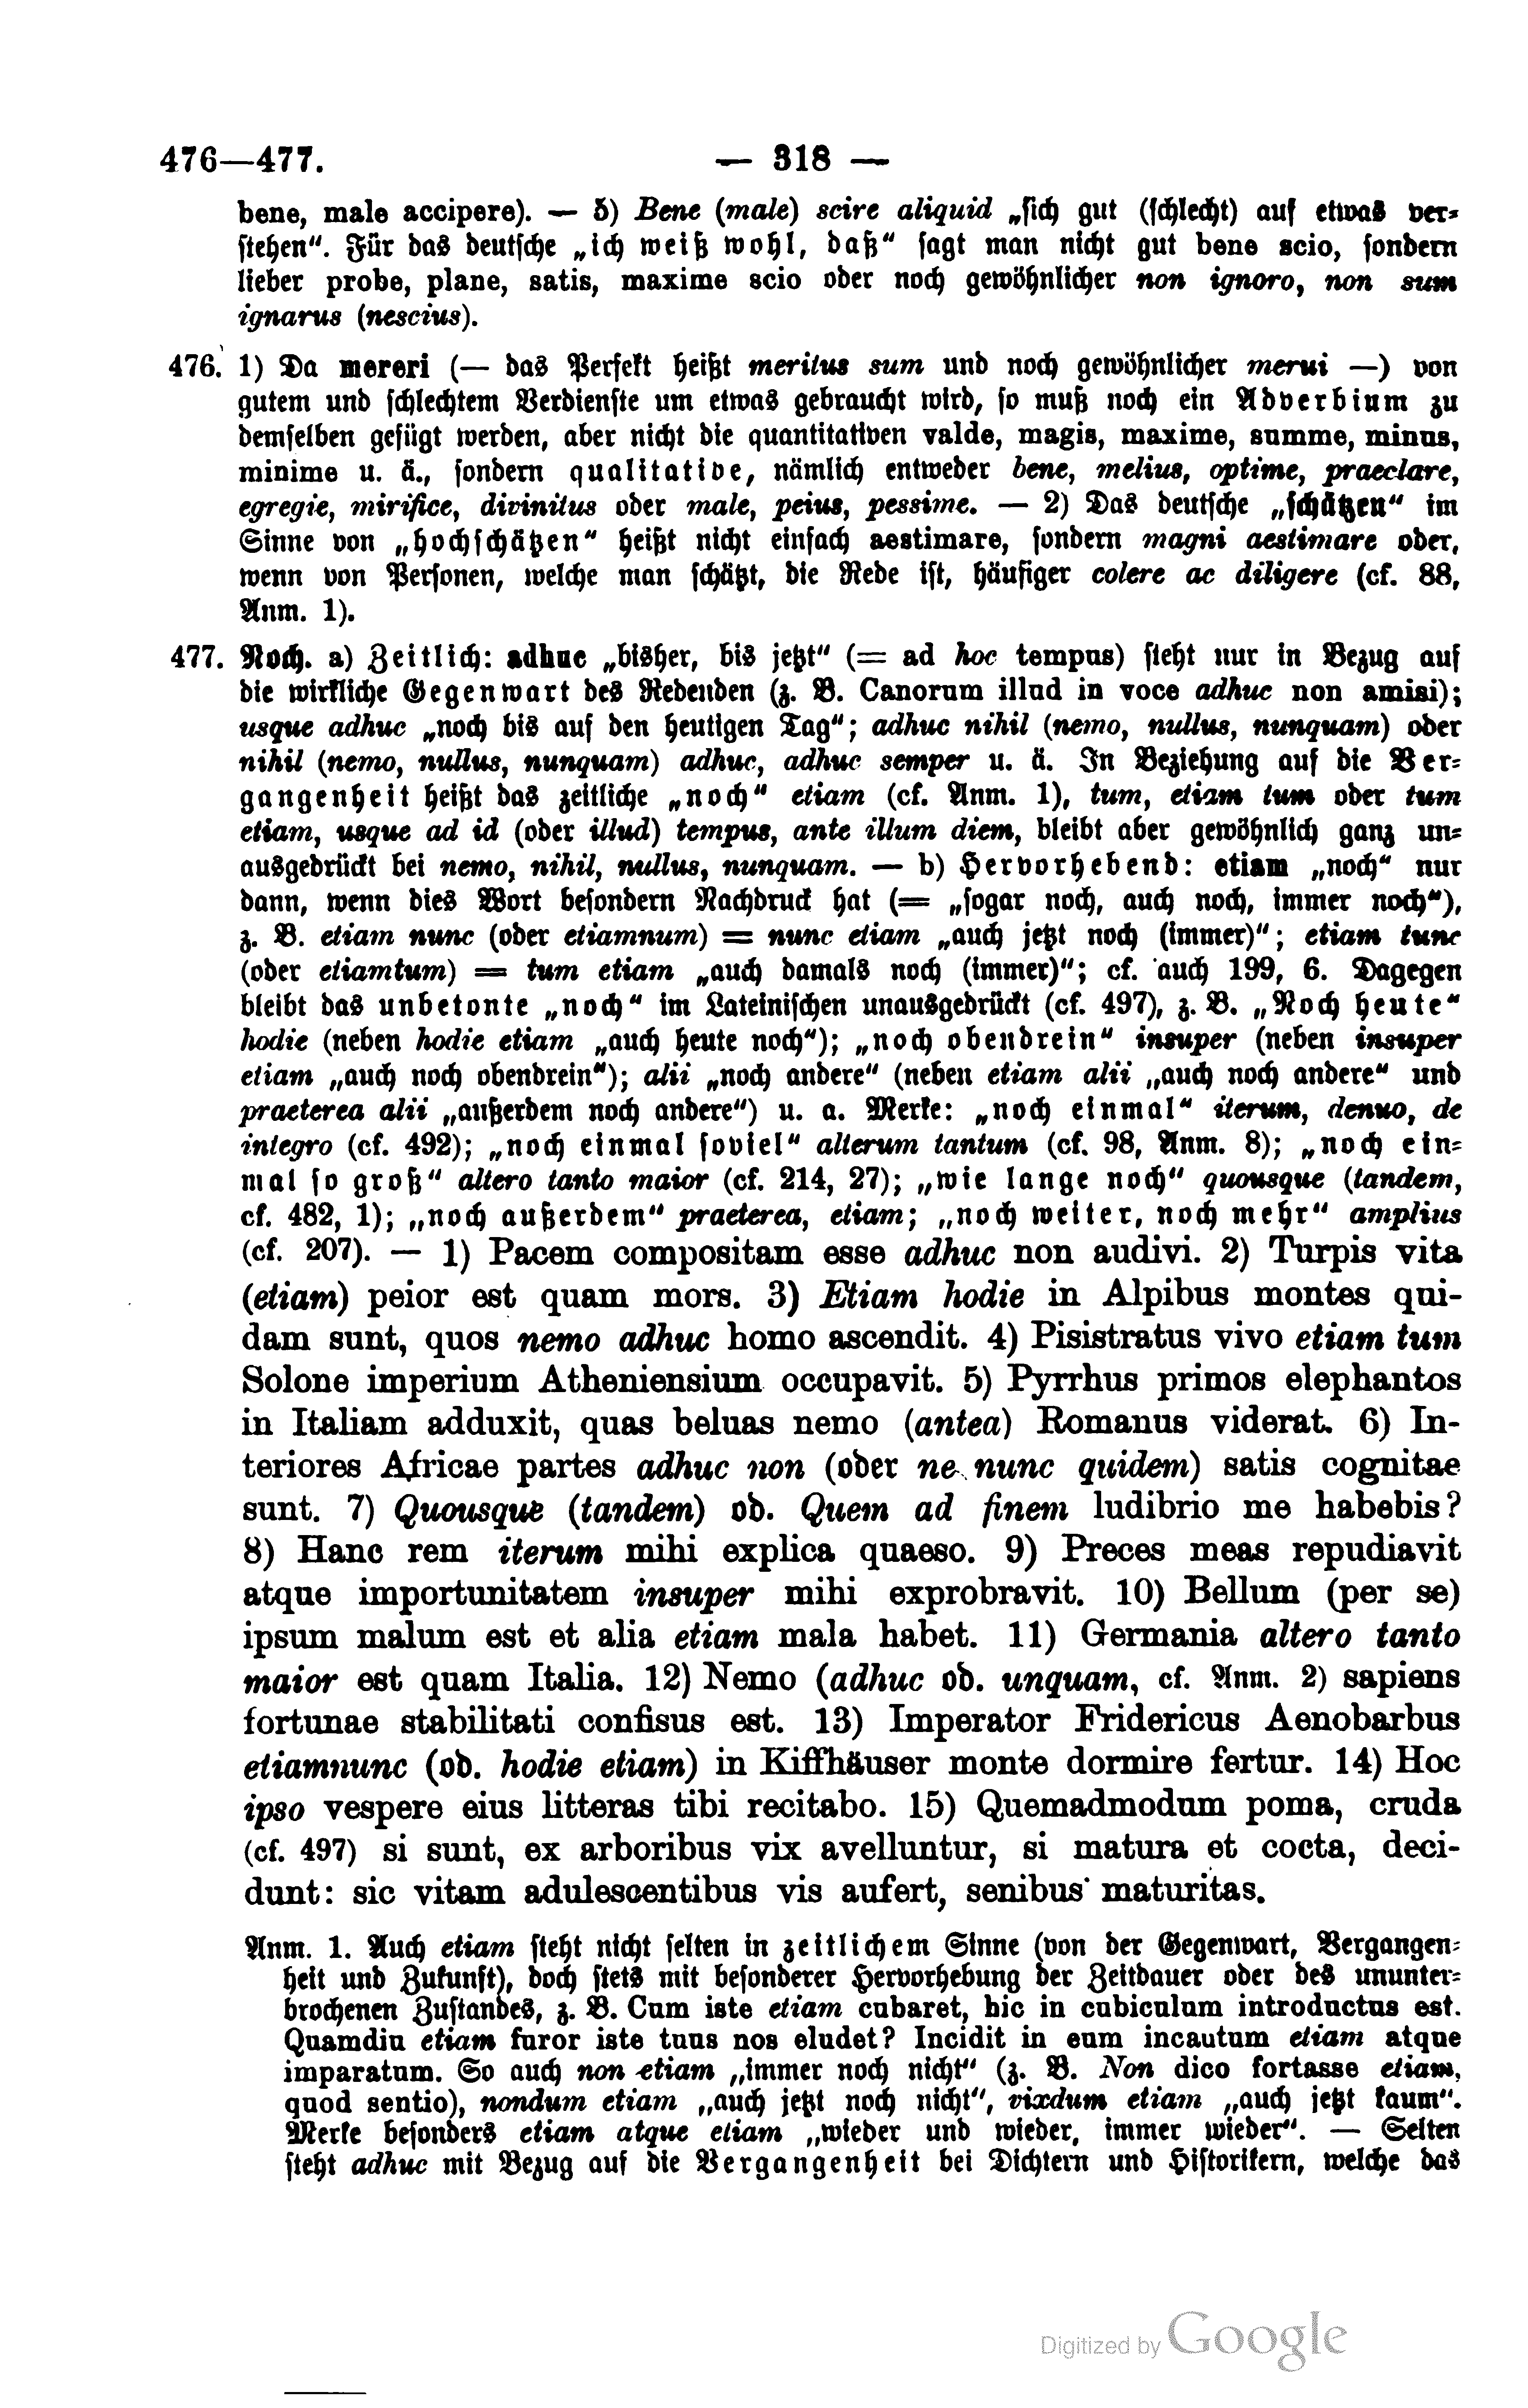 476—477. — 318 —
bene, male accipere). — 5) Bene (male) scire aliquid „sich gut (schlecht) auf etwas ver-
stehen“. Für das deutsche „ich weiß wohl, daß“ sagt man nicht gut bene scio, sondern
lieber probe, plane, satis, maxime scio oder noch gewöhnlicher non ignoro, non sum
ignarus (nescius).
476. 1) Da mereri (— das Perfekt heißt meritus sum und noch gewöhnlicher merui —) von
gutem und schlechtem Verdienste um etwas gebraucht wird, so muß noch ein Adverbium zu
demselben gefügt werden, aber nicht die quantitativen valde, magis, maxime, summe, minus,
minime u. ä., sondern qualitative, nämlich entweder bene, melius, optime, praeclare,
egregie, mirifice, divinitus oder male, peius, pessime. — 2) Das deutsche „schätzen“ im
Sinne von „hochschätzen“ heißt nicht einfach aestimare, sondern magni aestimare oder,
wenn von Personen, welche man schätzt, die Rede ist, häufiger colere ac diligere (cf. 88,
Anm. 1).
477. Noch. a) Zeitlich: adhuc „bisher, bis jetzt“ (= ad hoc tempus) steht nur in Bezug auf
die wirkliche Gegenwart des Redenden (z. B. Canorum illud in voce adhuc non amisi);
usque adhuc „noch bis auf den heutigen Tag“; adhuc nihil (nemo, nullus, nunquam) oder
nihil (nemo, nullus, nunquam) adhuc, adhuc semper u. ä. In Beziehung auf die Ver-
gangenheit heißt das zeitliche „noch“ etiam (cf. Anm. 1), tum, etiam tum oder tum
etiam, usque ad id (oder illud) tempus, ante illum diem, bleibt aber gewöhnlich ganz un-
ausgedrückt bei nemo, nihil, nullus, nunquam. — b) Hervorhebend: etiam „noch“ nur
dann, wenn dies Wort besondern Nachdruck hat (= „sogar noch, auch noch, immer noch“),
z. B. etiam nunc (oder etiamnum) = nunc etiam „auch jetzt noch (immer)“; etiam tunc
(oder etiamtum) = tum etiam „auch damals noch (immer)“; cf. auch 199, 6. Dagegen
bleibt das unbetonte „noch“ im Lateinischen unausgedrückt (cf. 497), z. B. „Noch heute“
hodie (neben hodie etiam „auch heute noch“); „noch obendrein“ insuper (neben insuper
etiam „auch noch obendrein“); alii „noch andere“ (neben etiam alii „auch noch andere“ und
praeterea alii „außerdem noch andere“) u. a. Merke: „noch einmal“ iterum, denuo, de
integro (cf. 492); „noch einmal soviel“ alterum tantum (cf. 98, Anm. 8); „noch ein-
mal so groß“ altero tanto maior (cf. 214, 27); „wie lange noch“ quousque (tandem,
cf. 482, 1); „noch außerdem“ praeterea, etiam; „noch weiter, noch mehr“ amplius
(cf. 207). — 1) Pacem compositam esse adhuc non audivi. 2) Turpis vita
(etiam) peior est quam mors. 3) Etiam hodie in Alpibus montes qui-
dam sunt, quos nemo adhuc homo ascendit. 4) Pisistratus vivo etiam tum
Solone imperium Atheniensium occupavit. 5) Pyrrhus primos elephantos
in Italiam adduxit, quas beluas nemo (antea) Romanus viderat. 6) In-
teriores Africae partes adhuc non (oder ne nunc quidem) satis cognitae
sunt. 7) Quousque (tandem) od. Quem ad finem ludibrio me habebis?
8) Hanc rem iterum mihi explica quaeso. 9) Preces meas repudiavit
atque importunitatem insuper mihi exprobravit. 10) Bellum (per se)
ipsum malum est et alia etiam mala habet. 11) Germania altero tanto
maior est quam Italia. 12) Nemo (adhuc od. unquam, cf. Anm. 2) sapiens
fortunae stabilitati confisus est. 13) Imperator Fridericus Aenobarbus
etiamnunc (od. hodie etiam) in Kiffhäuser monte dormire fertur. 14) Hoc
ipso vespere eius litteras tibi recitabo. 15) Quemadmodum poma, cruda
(cf. 497) si sunt, ex arboribus vix avelluntur, si matura et cocta, deci-
dunt: sic vitam adulescentibus vis aufert, senibus maturitas.
Anm. 1. Auch etiam steht nicht selten in zeitlichem Sinne (von der Gegenwart, Vergangen-
heit und Zukunft), doch stets mit besonderer Hervorhebung der Zeitdauer oder des ununter-
brochenen Zustandes, z. B. Cum iste etiam cubaret, hic in cubiculum introductus est.
Quamdiu etiam furor iste tuus nos eludet? Incidit in eum incautum etiam atque
imparatum. So auch non etiam „immer noch nicht“ (z. B. Non dico fortasse etiam,
quod sentio), nondum etiam „auch jetzt noch nicht“, vixdum etiam „auch jetzt kaum“.
Merke besonders etiam atque etiam „wieder und wieder, immer wieder“. — Selten
steht adhuc mit Bezug auf die Vergangenheit bei Dichtern und Historikern, welche das
Digitized by Google